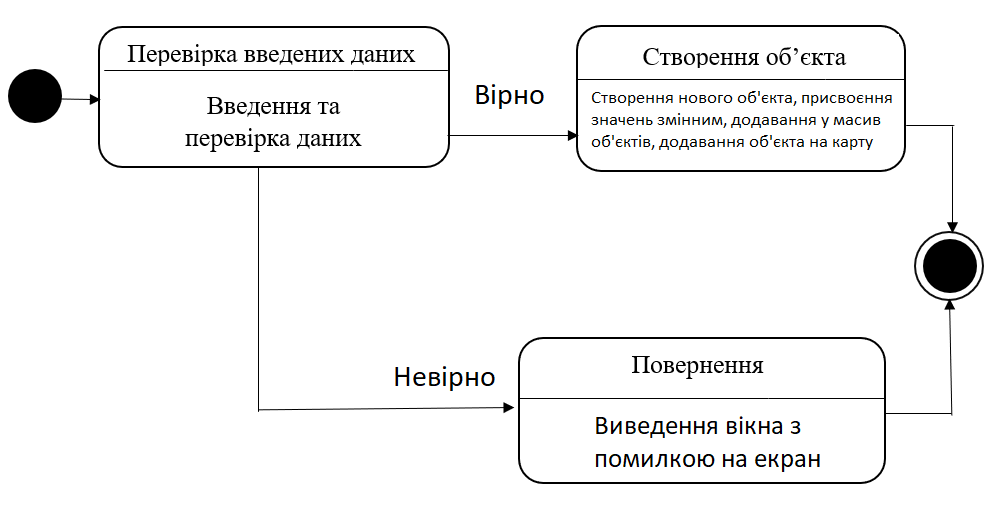 Перевірка введених даних
Введення та
перевірка даних
Вірно
Створення об’єкта
Створення нового об'єкта, присвоєння
значень змінним, додавання у масив
об'єктів, додавання об'єкта на карту
Невірно
Повернення
Виведення вікна з
помилкою на екран